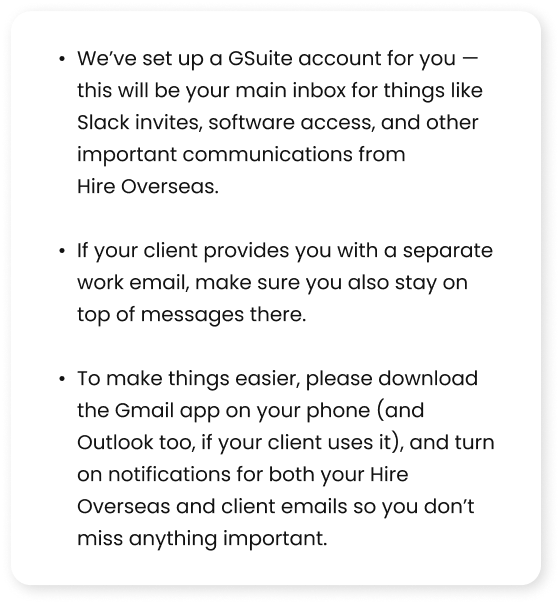 • We’ve set up a GSuite account for you —
this will be your main inbox for things like
Slack invites, software access, and other
important communications from
Hire Overseas.
• If your client provides you with a separate
work email, make sure you also stay on
top of messages there.
• To make things easier, please download
the Gmail app on your phone (and
Outlook too, if your client uses it), and turn
on notifications for both your Hire
Overseas and client emails so you don’t
miss anything important.